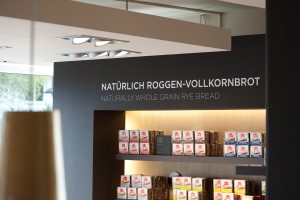 NATÜRLICH ROGGEN-VOLLKORNBROT
NATURALLY WHOLE GRAIN RYE BREAD